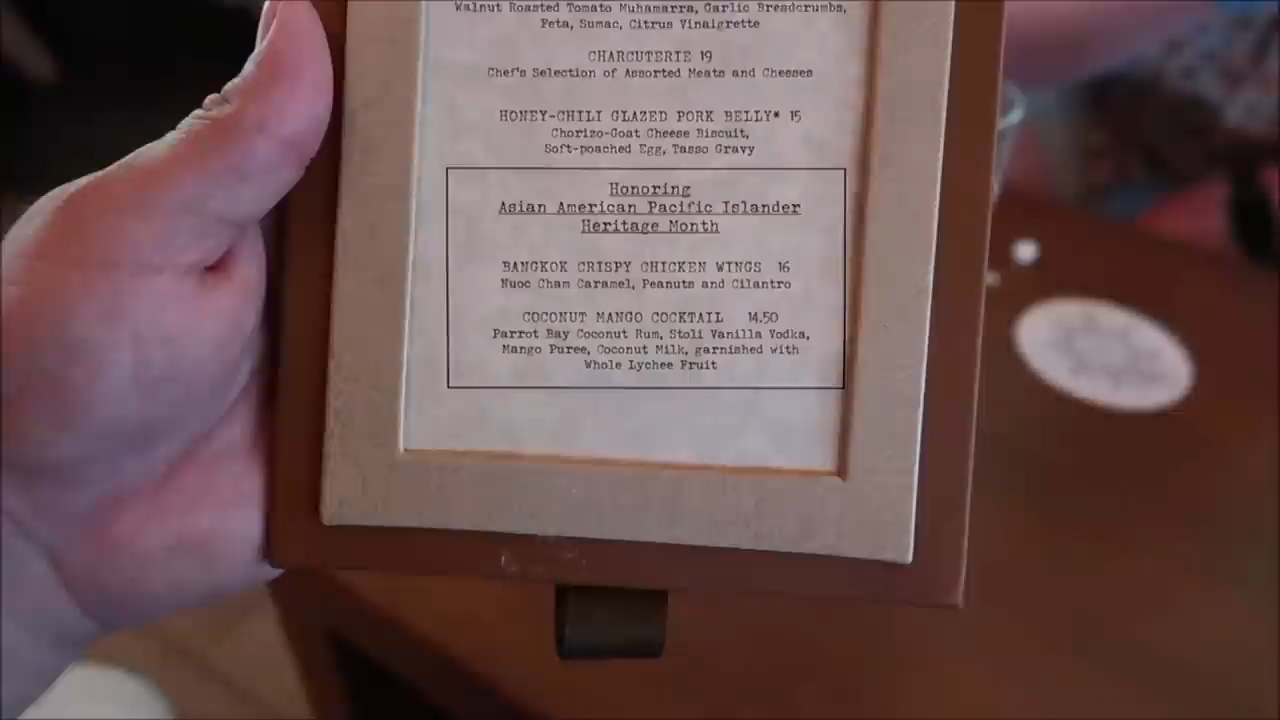 Walnut Roasted Tomato Muhamarra, Garlic Breadcrumbs,
Feta, Sumac, Citrus Vinaigrette
CHARCUTERIE 19
Chef's Selection of Assorted Meats and Cheeses
HONEY-CHILI GLAZED PORK BELLY* 15
Chorizo-Goat Cheese Biscuit,
Soft-poached Egg, Tasso Gravy
Honoring
Asian American Pacific Islander
Heritage Month
BANGKOK CRISPY CHICKEN WINGS 16
Nuoc Cham Caramel, Peanuts and Cilantro
COCONUT MANGO COCKTAIL 14.50
Parrot Bay Coconut Rum, Stoli Vanilla Vodka,
Mango Puree, Coconut Milk, garnished with
Whole Lychee Fruit